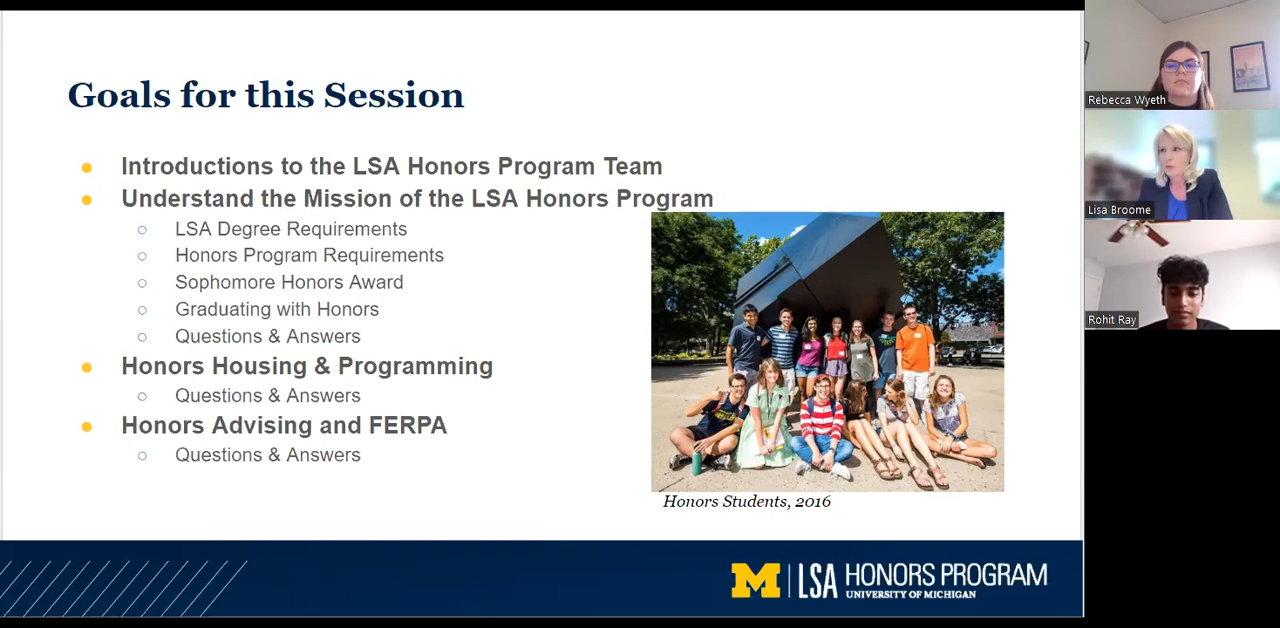 Goals for this Session
Introductions to the LSA Honors Program Team
Understand the Mission of the LSA Honors Program
LSA Degree Requirements
Honors Program Requirements
Sophomore Honors Award
Graduating with Honors
Questions & Answers
Honors Housing & Programming
Questions & Answers
Honors Advising and FERPA
Questions & Answers
Honors Students, 2016
M LSA HONORS PROGRAM
UNIVERSITY OF MICHIGAN
Rebecca Wyeth
Lisa Broome
Rohit Ray